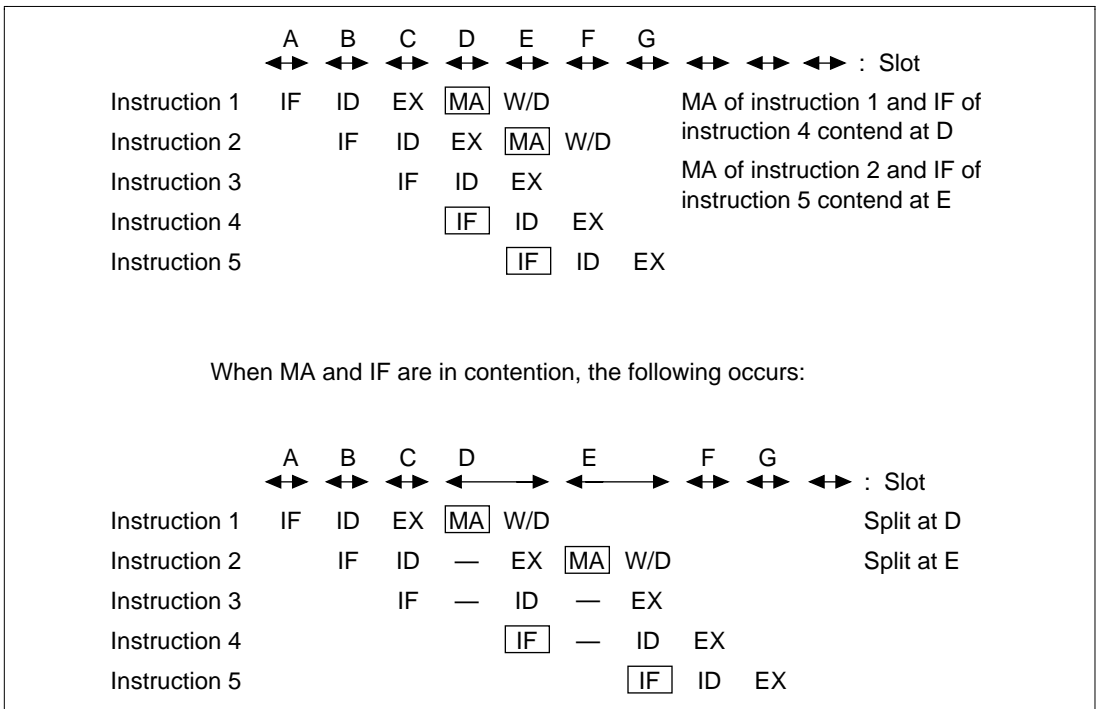 A B C D E F G
: Slot
Instruction 1 IF ID EX MA W/D MA of instruction 1 and IF of
instruction 4 contend at D
Instruction 2 IF ID EX MA W/D
MA of instruction 2 and IF of
instruction 5 contend at E
Instruction 3 IF ID EX
Instruction 4 IF ID EX
Instruction 5 IF ID EX
When MA and IF are in contention, the following occurs:
A B C D E F G
: Slot
Instruction 1 IF ID EX MA W/D Split at D
Instruction 2 IF ID — EX MA W/D Split at E
Instruction 3 IF — ID — EX
Instruction 4 IF — ID EX
Instruction 5 IF ID EX